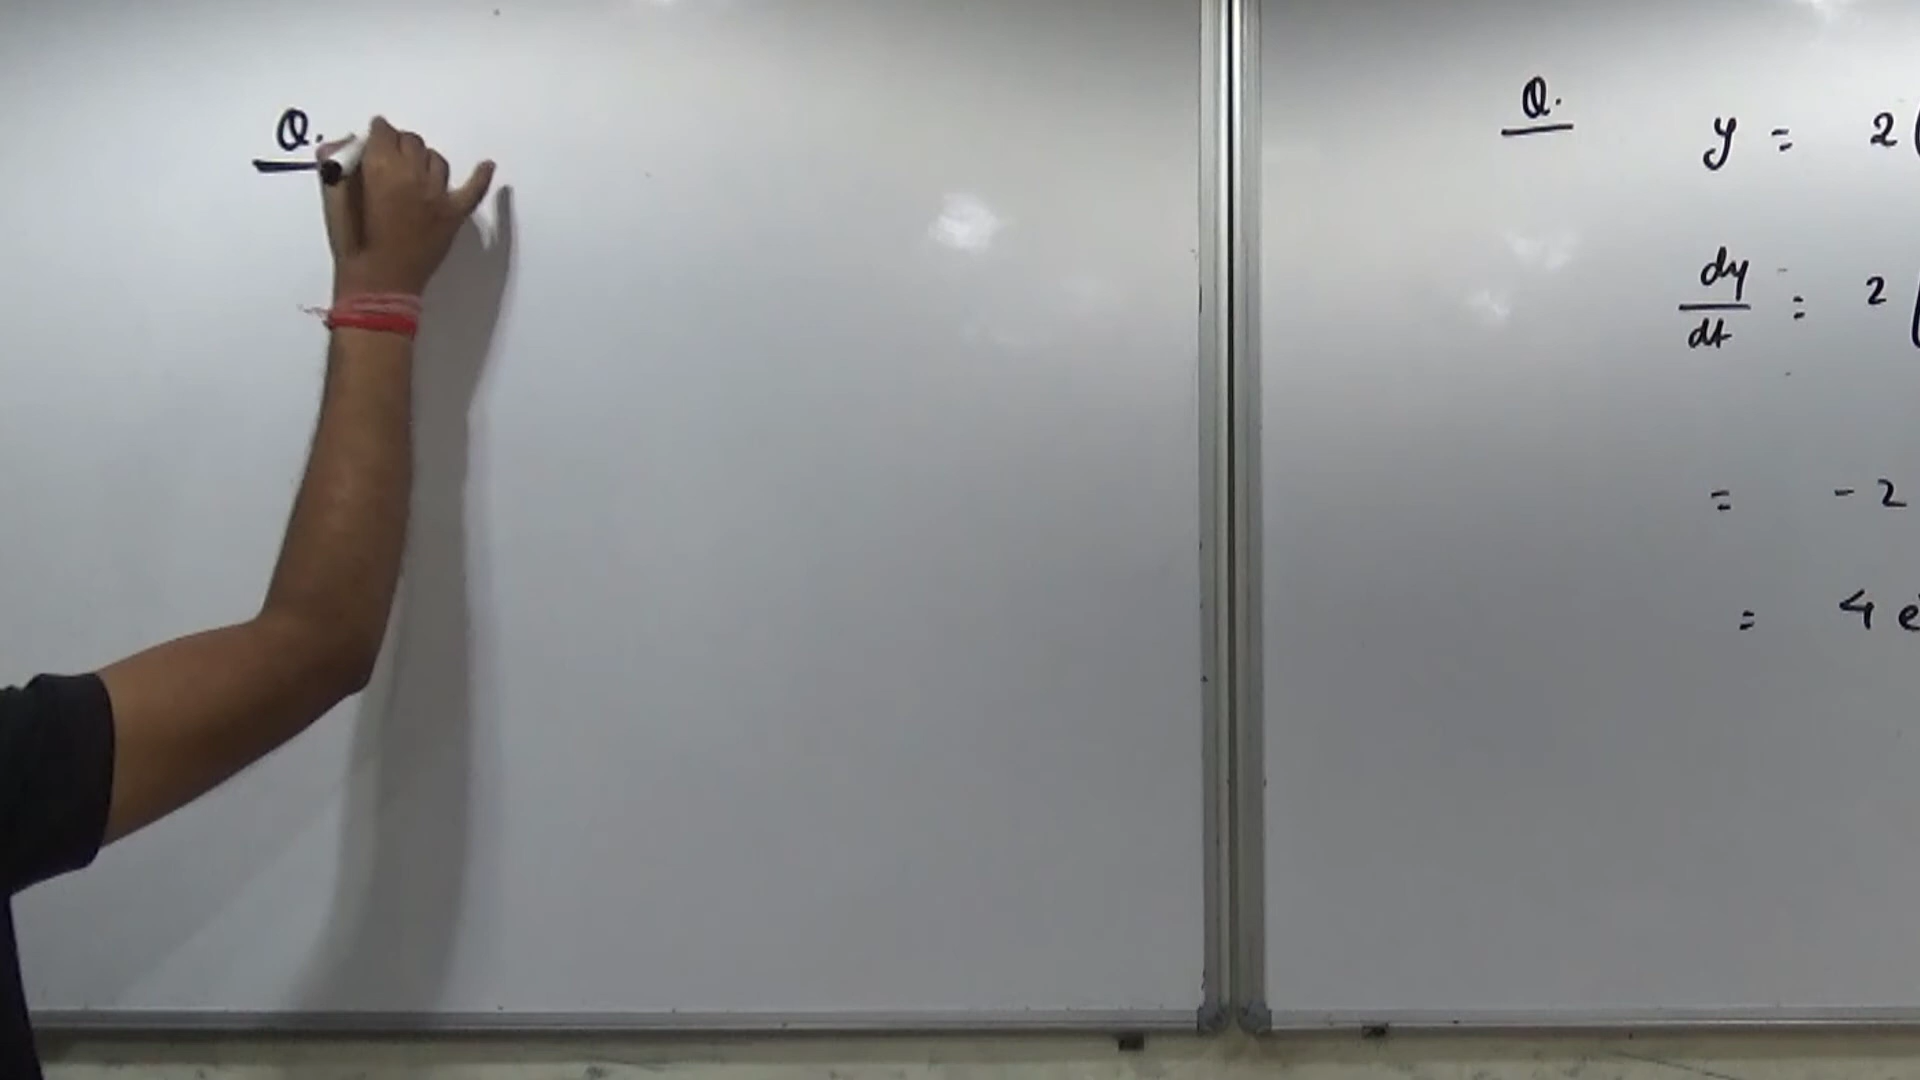 Q.
Q.
y = 2 (
dy/dt = 2 (
= - 2
= 4 e